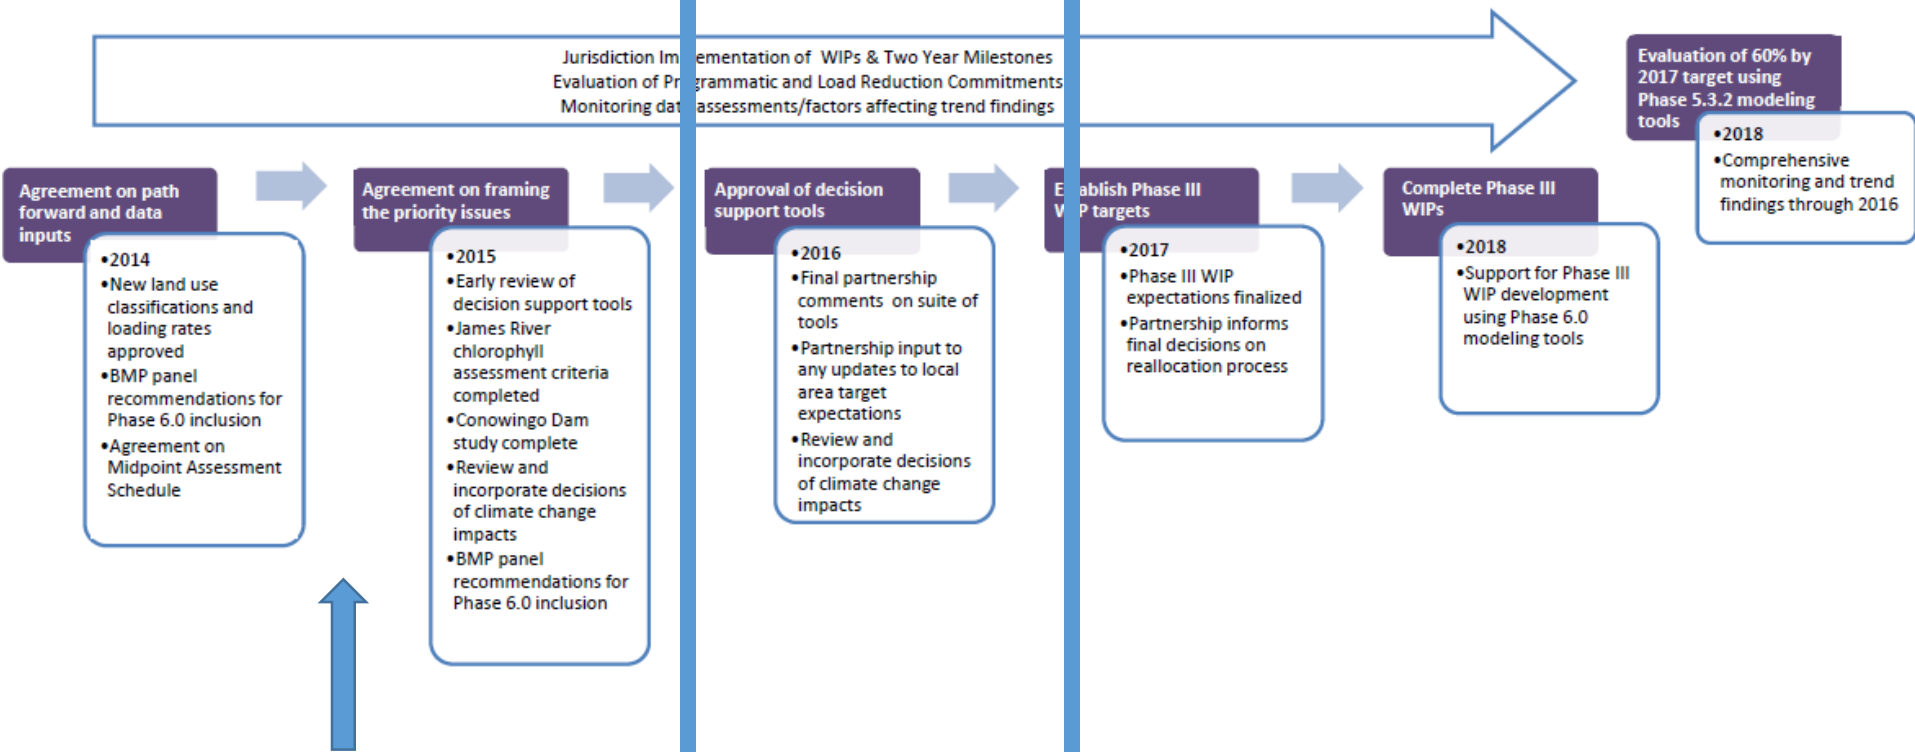 Jurisdiction Im ementation of WIPs & Two Year Milestones
Evaluation of Pr grammatic and Load Reduction Commitments
Monitoring dat assessments/factors affecting trend findings
Evaluation of 60% by
2017 target using
Phase 5.3.2 modeling
tools
•2018
•Comprehensive
monitoring and trend
findings through 2016
Agreement on path
forward and data
inputs
•2014
•New land use
classifications and
loading rates
approved
•BMP panel
recommendations for
Phase 6.0 inclusion
•Agreement on
Midpoint Assessment
Schedule
Agreement on framing
the priority issues
•2015
•Early review of
decision support tools
•James River
chlorophyll
assessment criteria
completed
•Conowingo Dam
study complete
•Review and
incorporate decisions
of climate change
impacts
•BMP panel
recommendations for
Phase 6.0 inclusion
Approval of decision
support tools
•2016
•Final partnership
comments on suite of
tools
•Partnership input to
any updates to local
area target
expectations
•Review and
incorporate decisions
of climate change
impacts
E ablish Phase III
W P targets
•2017
•Phase III WIP
expectations finalized
•Partnership informs
final decisions on
reallocation process
Complete Phase III
WIPs
•2018
•Support for Phase III
WIP development
using Phase 6.0
modeling tools